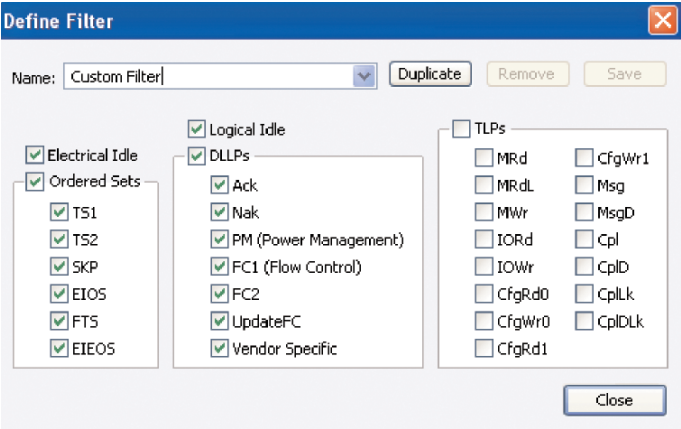 Define Filter
Name: Custom Filter Duplicate Remove Save
Electrical Idle
Ordered Sets
TS1
TS2
SKP
EIOS
FTS
EIEOS
Logical Idle
DLLPs
Ack
Nak
PM (Power Management)
FC1 (Flow Control)
FC2
UpdateFC
Vendor Specific
TLPs
MRd
MRdL
MWr
IORd
IOWr
CfgRd0
CfgWr0
CfgRd1
CfgWr1
Msg
MsgD
Cpl
CplD
CplLk
CplDLk
Close